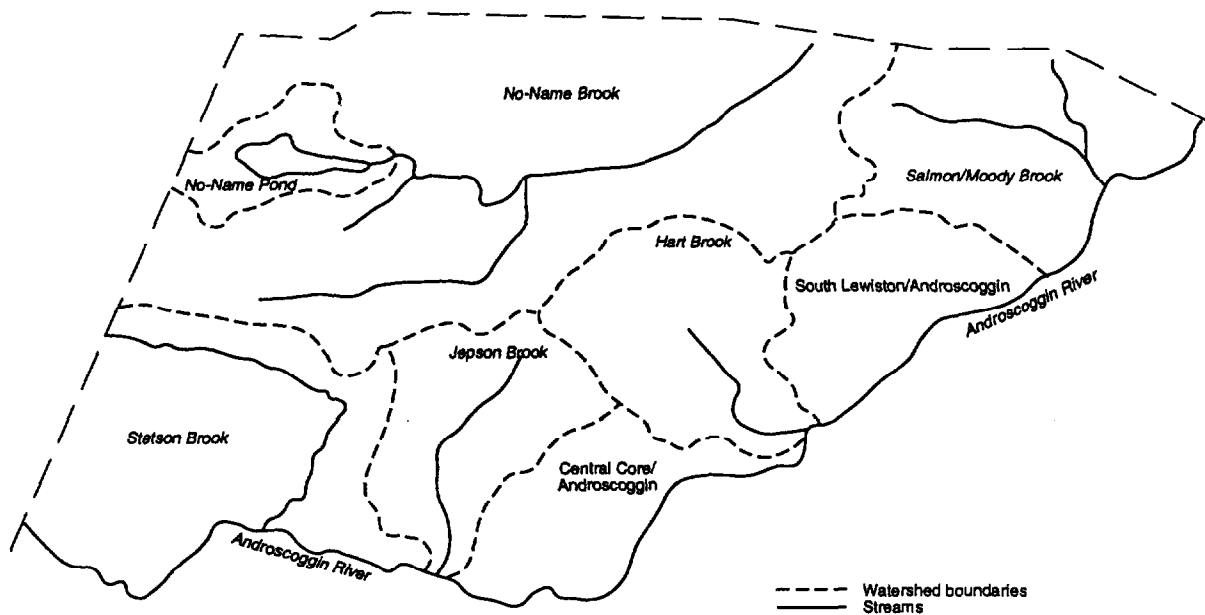 No-Name Brook
No-Name Pond
Salmon/Moody Brook
Hart Brook
South Lewiston/Androscoggin
Androscoggin River
Jepson Brook
Stetson Brook
Central Core/
Androscoggin
Androscoggin River
Watershed boundaries
Streams